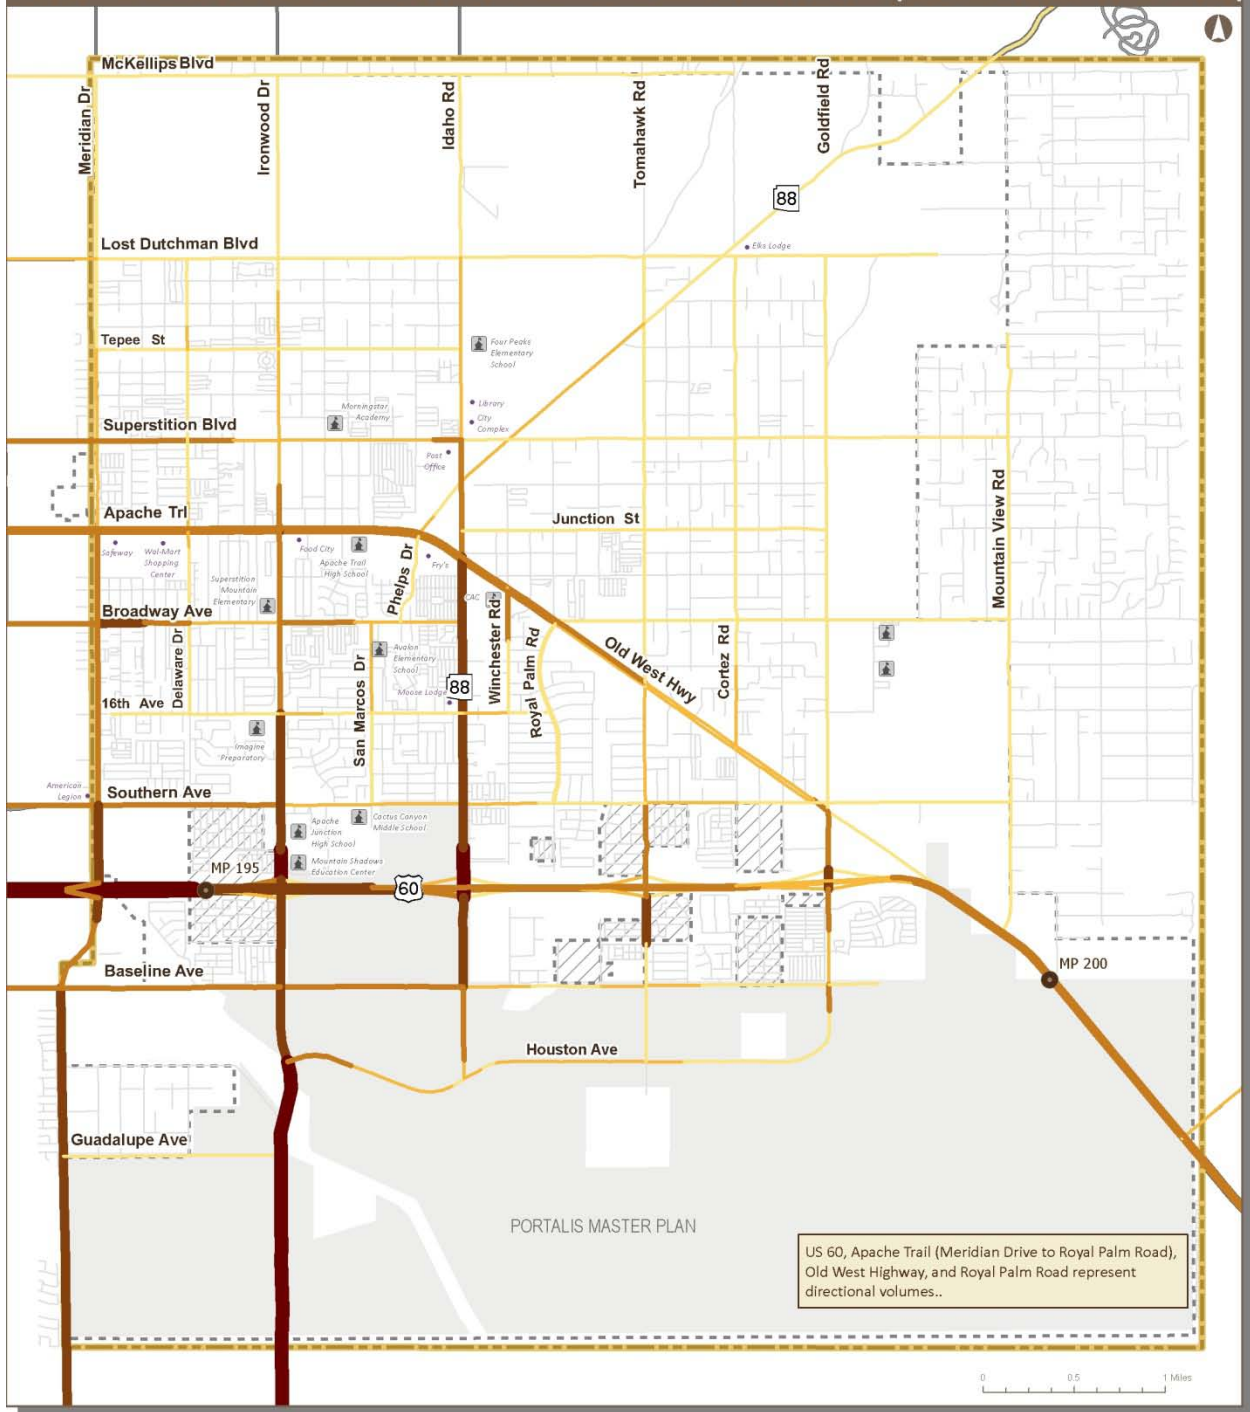 McKellips Blvd
Meridian Dr
Ironwood Dr
Idaho Rd
Tomahawk Rd
Goldfield Rd
88
Lost Dutchman Blvd
Elks Lodge
Tepee St
Four Peaks
Elementary
School
Morningstar
Academy
Library
City
Complex
Superstition Blvd
Post
Office
Mountain View Rd
Apache Trl
Junction St
Safeway
Wal-Mart
Shopping
Center
Food City
Apache Trail
High School
Phelps Dr
Fry's
Superstition
Mountain
Elementary
CAC
Broadway Ave
Winchester Rd
Royal Palm Rd
Old West Hwy
Cortez Rd
Delaware Dr
San Marcos Dr
Avalon
Elementary
School
Moose Lodge
88
16th Ave
Imagine
Preparatory
American
Legion
Southern Ave
Apache
Junction
High School
Cactus Canyon
Middle School
Mountain Shadows
Education Center
MP 195
60
Baseline Ave
MP 200
Houston Ave
Guadalupe Ave
PORTALIS MASTER PLAN
US 60, Apache Trail (Meridian Drive to Royal Palm Road),
Old West Highway, and Royal Palm Road represent
directional volumes..
0 0.5 1 Miles